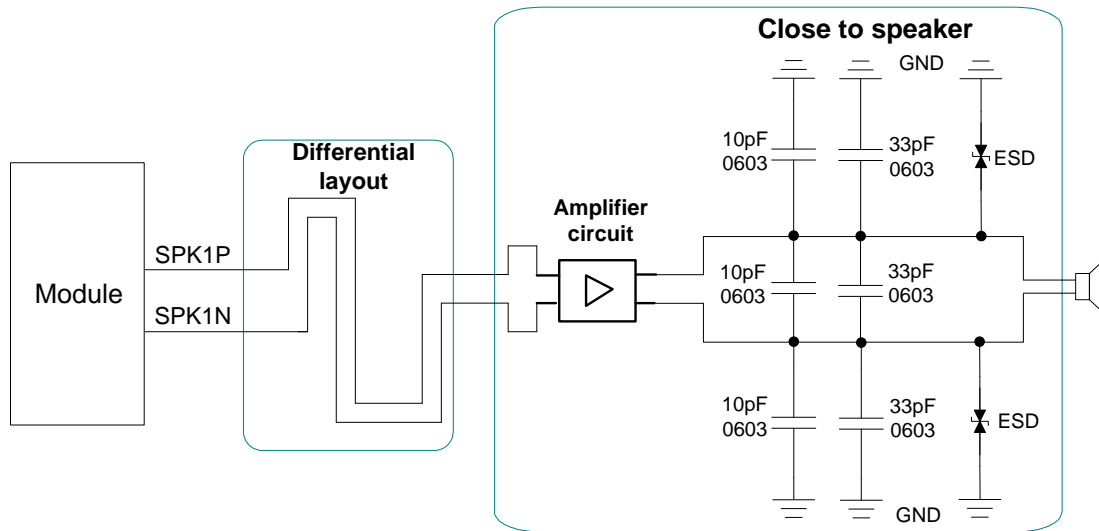 Close to speaker
GND
10pF
0603
33pF
0603
ESD
Differential
layout
Amplifier
circuit
SPK1P
Module
SPK1N
10pF
0603
33pF
0603
10pF
0603
33pF
0603
ESD
GND